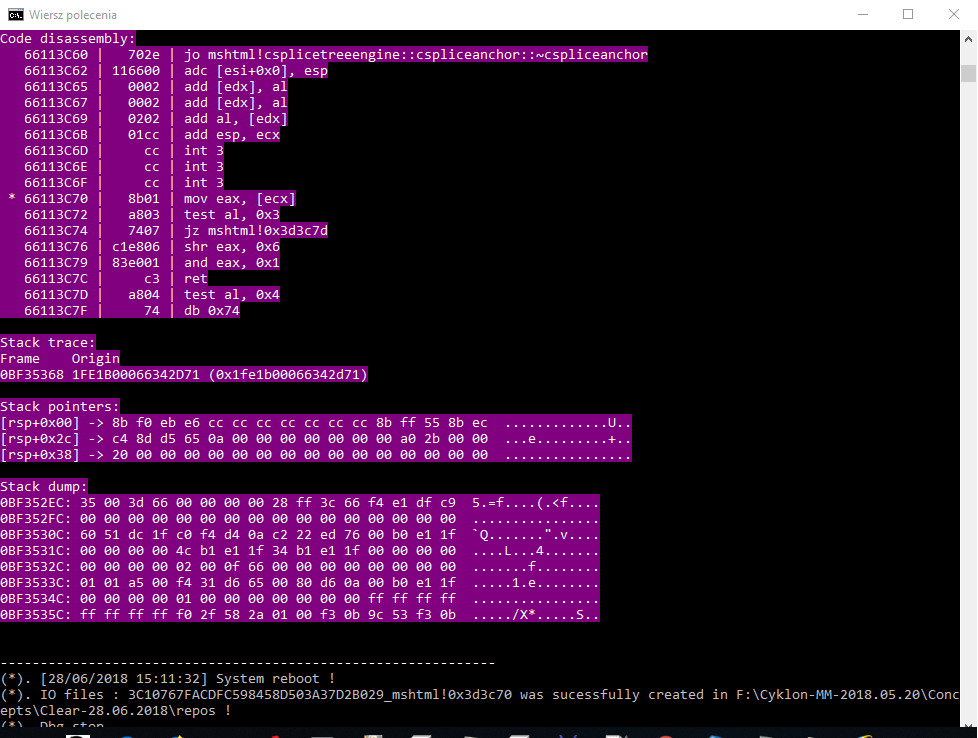 Wiersz polecenia
Code disassembly:
66113C60 | 702e | jo mshtml!csplicetreeengine::cspliceanchor::~cspliceanchor
66113C62 | 116600 | adc [esi+0x0], esp
66113C65 | 0002 | add [edx], al
66113C67 | 0002 | add [edx], al
66113C69 | 0202 | add al, [edx]
66113C6B | 01cc | add esp, ecx
66113C6D | cc | int 3
66113C6E | cc | int 3
66113C6F | cc | int 3
* 66113C70 | 8b01 | mov eax, [ecx]
66113C72 | a803 | test al, 0x3
66113C74 | 7407 | jz mshtml!0x3d3c7d
66113C76 | c1e806 | shr eax, 0x6
66113C79 | 83e001 | and eax, 0x1
66113C7C | c3 | ret
66113C7D | a804 | test al, 0x4
66113C7F | 74 | db 0x74
Stack trace:
Frame Origin
0BF35368 1FE1B00066342D71 (0x1fe1b00066342d71)
Stack pointers:
[rsp+0x00] -> 8b f0 eb e6 cc cc cc cc cc cc cc 8b ff 55 8b ec .............U..
[rsp+0x2c] -> c4 8d d5 65 0a 00 00 00 00 00 00 00 a0 2b 00 00 ...e.........+..
[rsp+0x38] -> 20 00 00 00 00 00 00 00 00 00 00 00 00 00 00 00 ................
Stack dump:
0BF352EC: 35 00 3d 66 00 00 00 00 28 ff 3c 66 f4 e1 df c9 5.=f....(.<f....
0BF352FC: 00 00 00 00 00 00 00 00 00 00 00 00 00 00 00 00 ................
0BF3530C: 60 51 dc 1f c0 f4 d4 0a c2 22 ed 76 00 b0 e1 1f `Q.......".v....
0BF3531C: 00 00 00 00 4c b1 e1 1f 34 b1 e1 1f 00 00 00 00 ....L...4.......
0BF3532C: 00 00 00 00 02 00 0f 66 00 00 00 00 00 00 00 00 .......f........
0BF3533C: 01 01 a5 00 f4 31 d6 65 00 80 d6 0a 00 b0 e1 1f .....1.e........
0BF3534C: 00 00 00 00 01 00 00 00 00 00 00 00 ff ff ff ff ................
0BF3535C: ff ff ff ff f0 2f 58 2a 01 00 f3 0b 9c 53 f3 0b ...../X*.....S..
--------------------------------------------------------------
(*). [28/06/2018 15:11:32] System reboot !
(*). IO files : 3C10767FACDFC598458D503A37D2B029_mshtml!0x3d3c70 was sucessfully created in F:\Cyklon-MM-2018.05.20\Conc
epts\Clear-28.06.2018\repos !
(*). Dbg stop